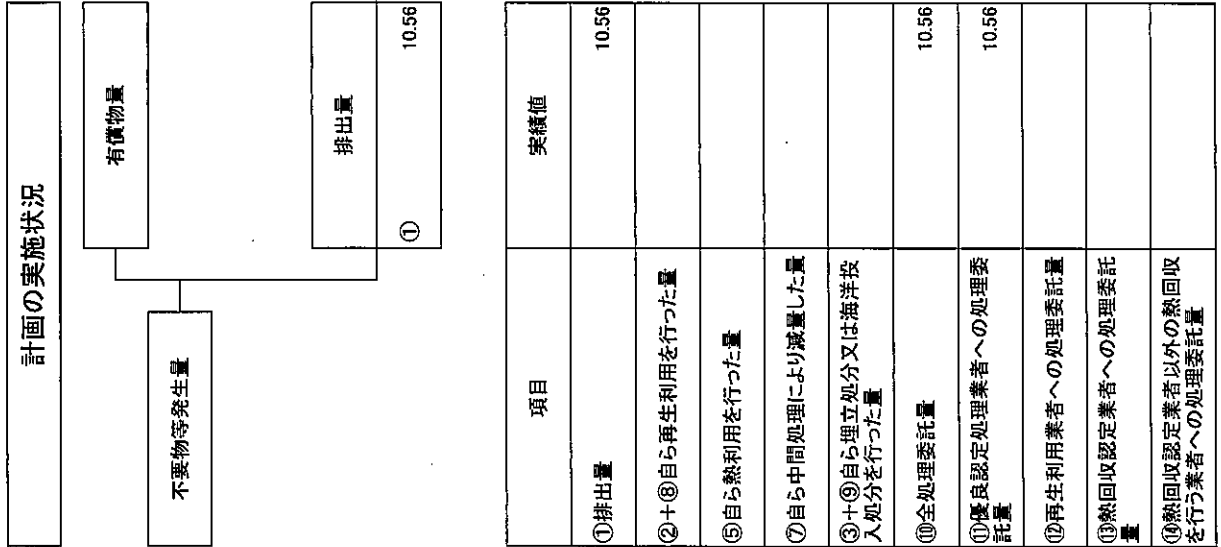 計画の実施状況
不要物等発生量
有償物量
排出量
① 10.56
項目 実績値
①排出量 10.56
②+⑧自ら再生利用を行った量
⑤自ら熱利用を行った量
⑦自ら中間処理により減量した量
③+⑨自ら埋立処分又は海洋投
入処分を行った量
⑩全処理委託量 10.56
⑪優良認定処理業者への処理委
託量 10.56
⑫再生利用業者への処理委託量
⑬熱回収認定業者への処理委託
量
⑭熱回収認定業者以外の熱回収
を行う業者への処理委託量